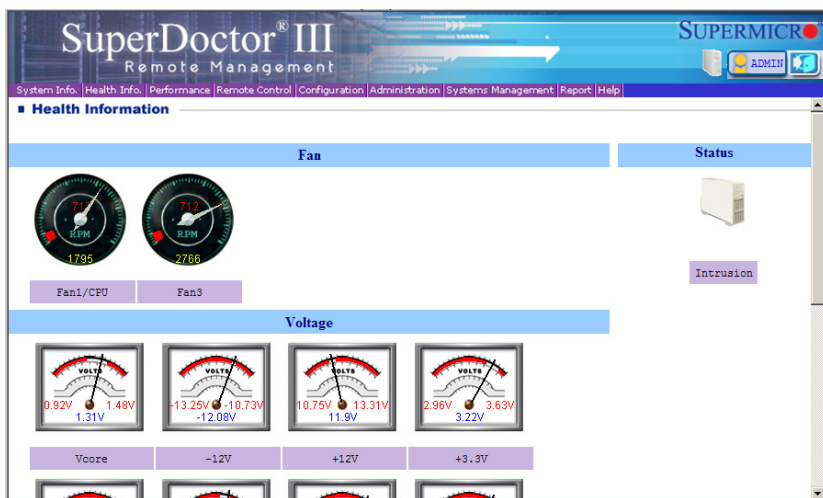 SuperDoctor® III
Remote Management
SUPERMICR
ADMIN
System Info. Health Info. Performance Remote Control Configuration Administration Systems Management Report Help
Health Information
Fan
Status
712
RPM
1795
712
RPM
2766
Fan1/CPU
Fan3
Intrusion
Voltage
VOLTS
0.92V 1.48V
1.31V
VOLTS
-13.25V -10.73V
-12.08V
VOLTS
10.75V 13.31V
11.9V
VOLTS
2.96V 3.63V
3.22V
Vcore
-12V
+12V
+3.3V